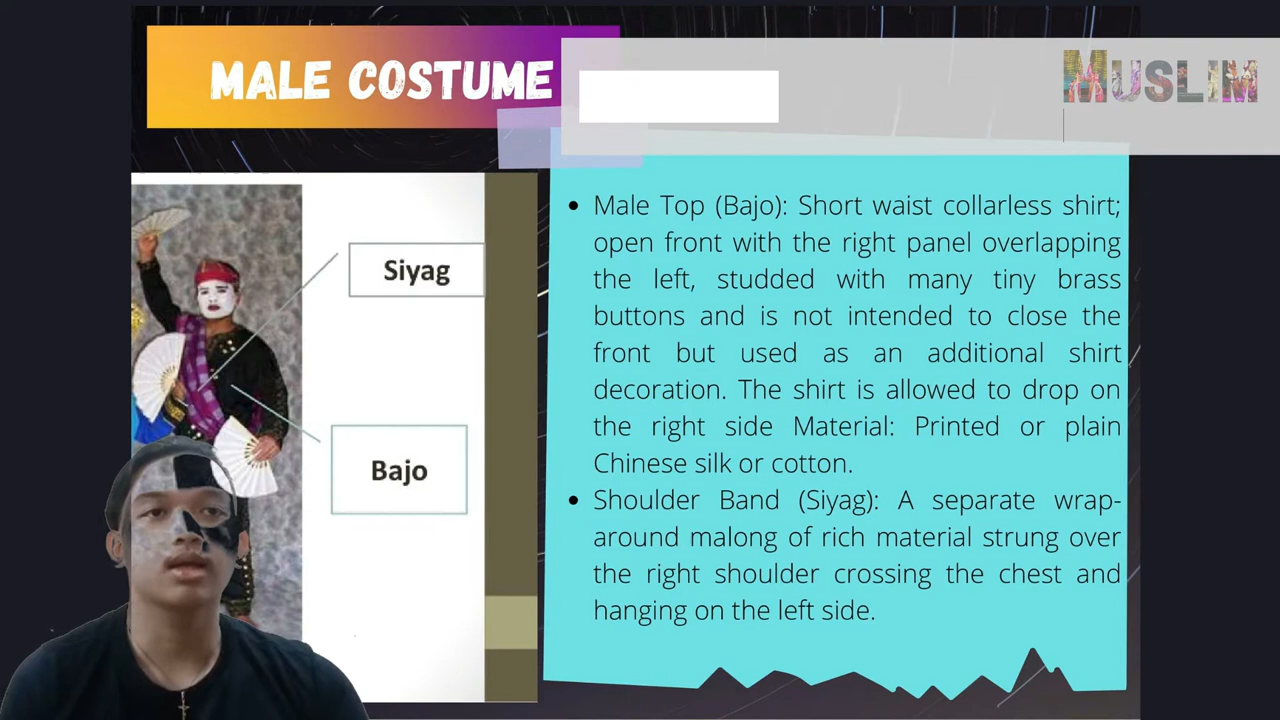 MALE COSTUME
MUSLIM
Siyag
Bajo
• Male Top (Bajo): Short waist collarless shirt;
open front with the right panel overlapping
the left, studded with many tiny brass
buttons and is not intended to close the
front but used as an additional shirt
decoration. The shirt is allowed to drop on
the right side Material: Printed or plain
Chinese silk or cotton.
• Shoulder Band (Siyag): A separate wrap-
around malong of rich material strung over
the right shoulder crossing the chest and
hanging on the left side.